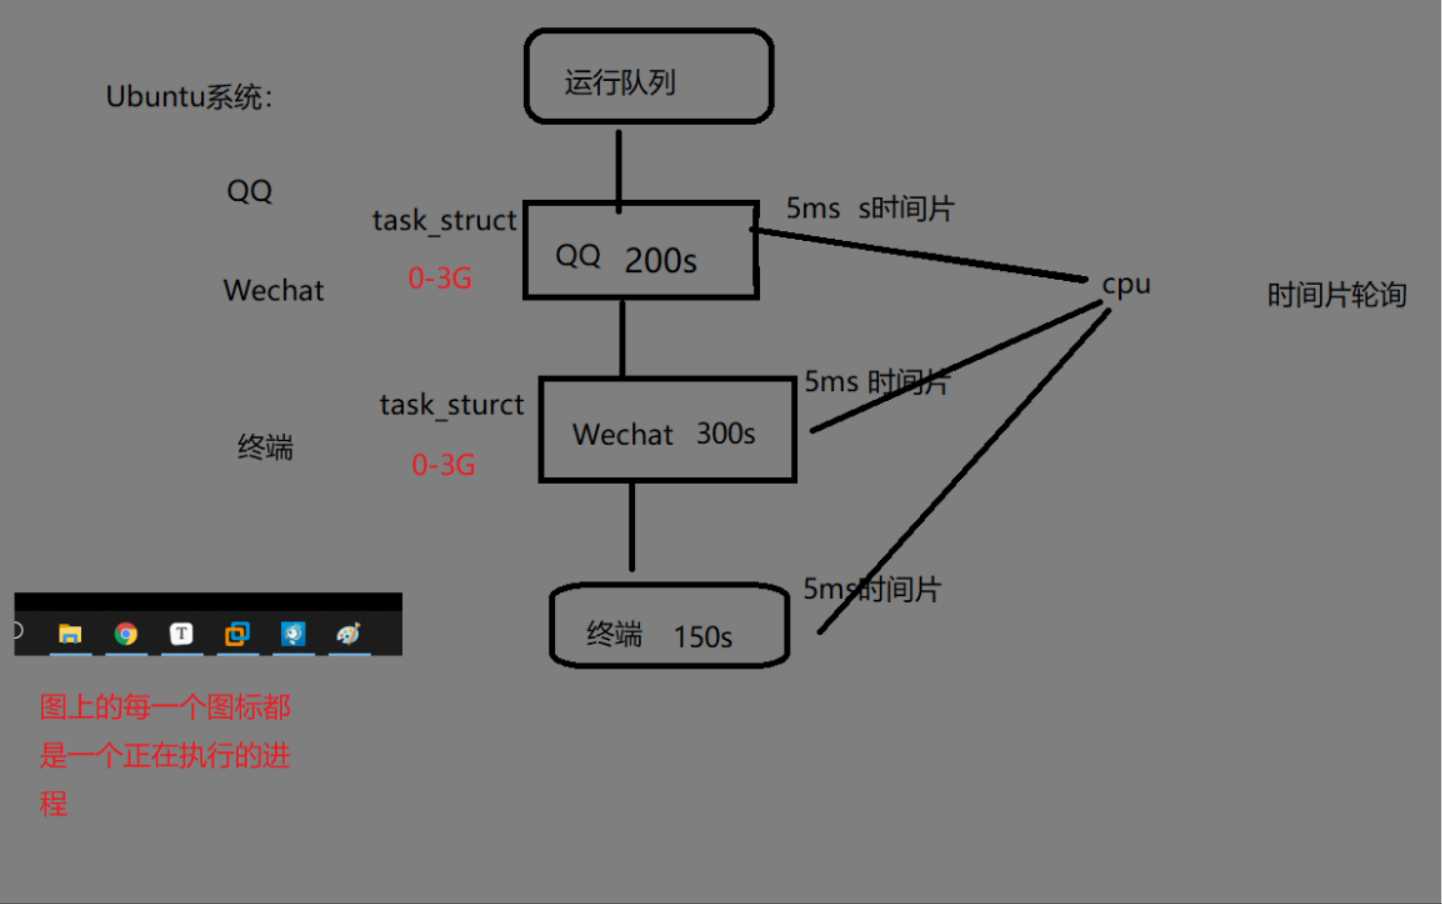 运行队列
Ubuntu系统：
QQ
task_struct
5ms s时间片
QQ 200s
0-3G
Wechat
cpu
时间片轮询
5ms 时间片
task_sturct
Wechat 300s
终端
0-3G
5ms时间片
终端 150s
T
图上的每一个图标都
是一个正在执行的进
程